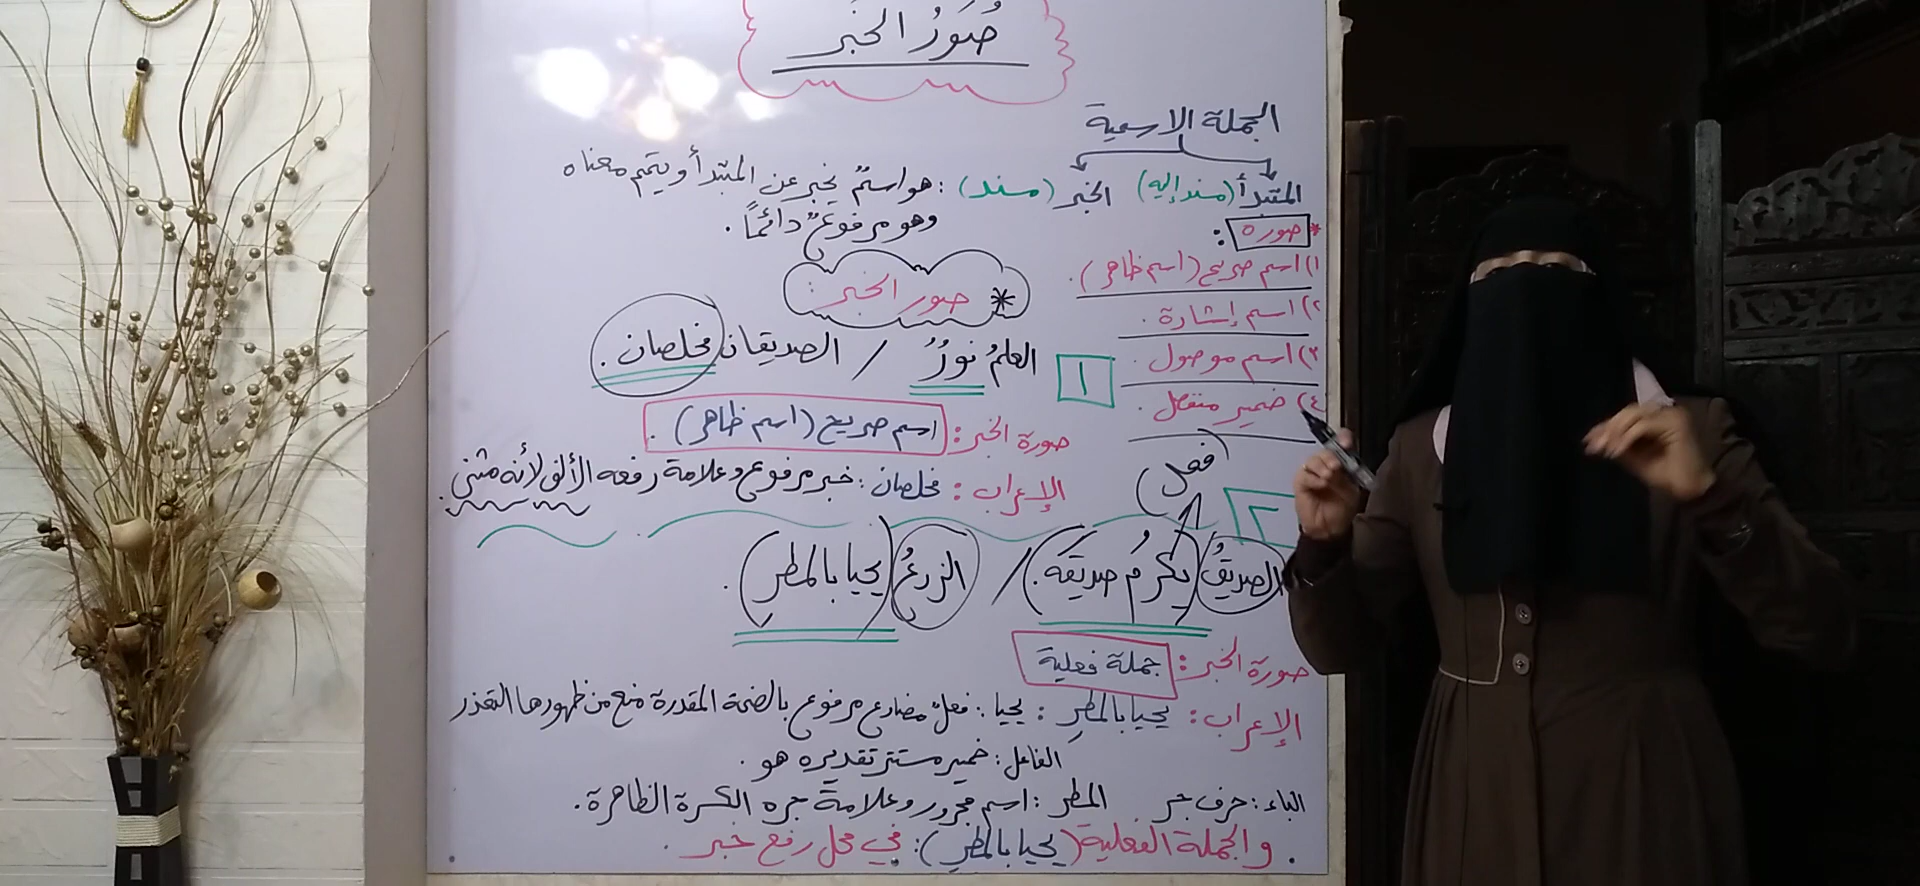 صُوَرُ الخَبَر
الجملة الاسمية
المبتدأ (مسند إليه) الخبر (مسند) : هو اسمٌ يخبر عن المبتدأ ويتمم معناه
وهو مرفوعٌ دائمًا .
* صوره :
١) اسم صريح (اسم ظاهر) .
٢) اسم إشارة .
٣) اسم موصول .
٤) ضمير منفصل .
* صور الخبر :
١ العلمُ نورٌ / الصديقان مخلصان .
صورة الخبر : اسم صريح (اسم ظاهر) .
الإعراب : مخلصان : خبر مرفوع وعلامة رفعه الألف لأنه مثنى .
(فعل)
٢ الصديقُ يكرمُ صديقَه . / الزرعُ يحيا بالمطرِ .
صورة الخبر : جملة فعلية
الإعراب : يحيا بالمطرِ : يحيا : فعلٌ مضارع مرفوع بالضمة المقدرة منع من ظهورها التعذر
الفاعل : ضمير مستتر تقديره هو .
الباء : حرف جر المطر : اسم مجرور وعلامة جره الكسرة الظاهرة .
والجملة الفعلية (يحيا بالمطرِ) : في محل رفع خبر .